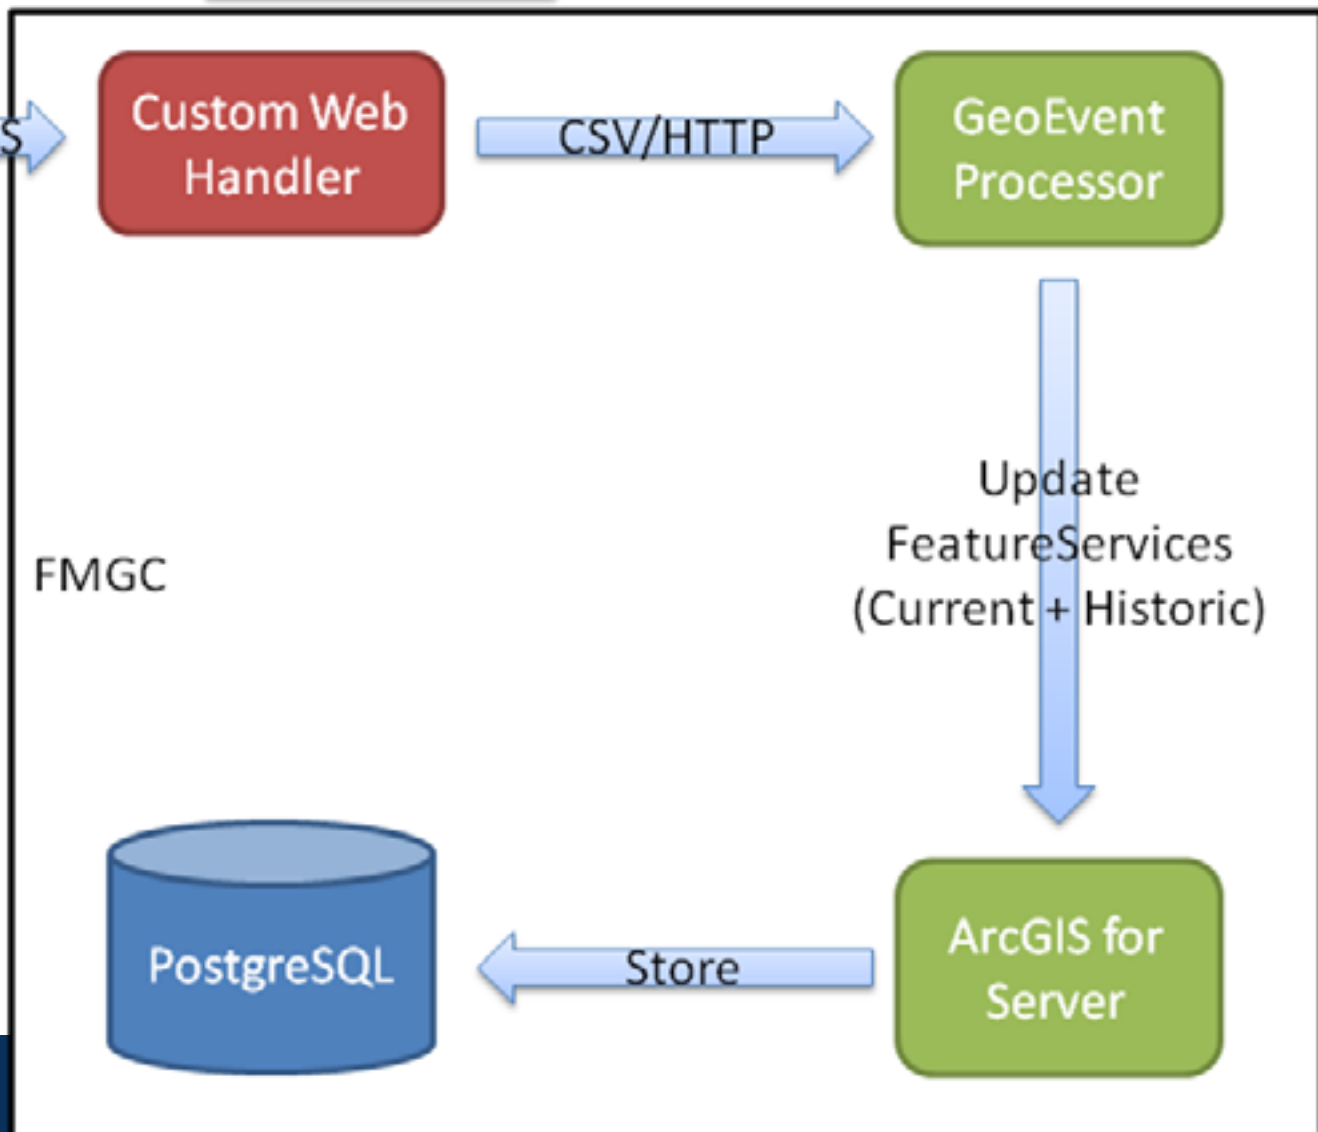 S
Custom Web
Handler
CSV/HTTP
GeoEvent
Processor
Update
FeatureServices
(Current + Historic)
FMGC
PostgreSQL
Store
ArcGIS for
Server